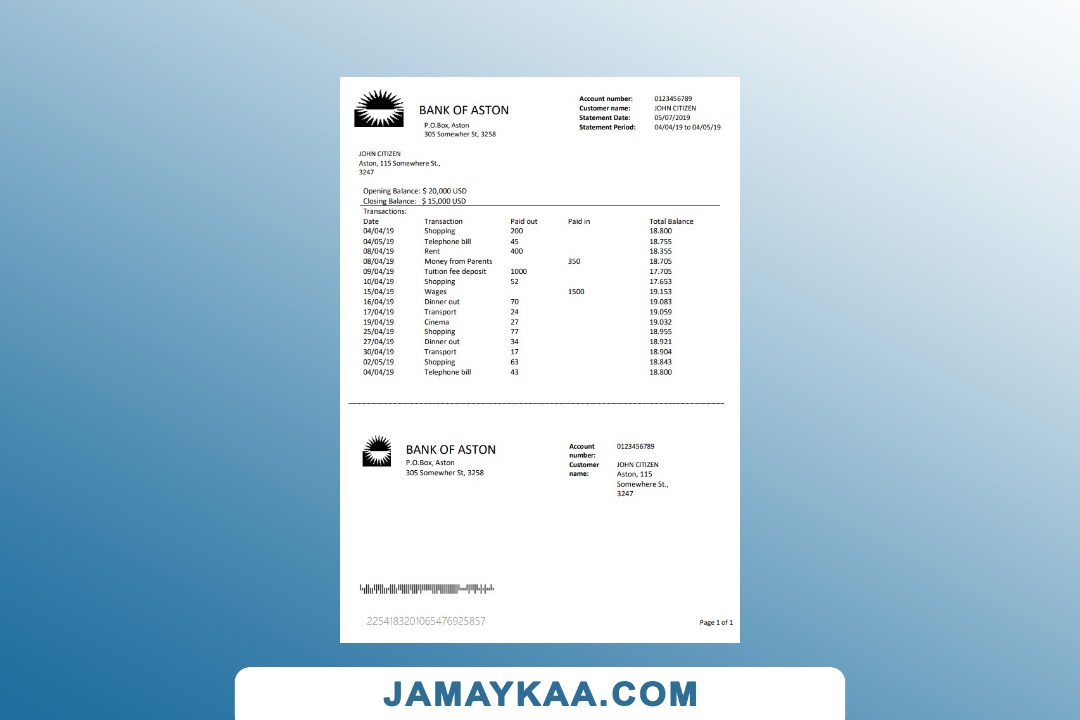 BANK OF ASTON
P.O.Box, Aston
305 Somewher St, 3258
Account number: 0123456789
Customer name: JOHN CITIZEN
Statement Date: 05/07/2019
Statement Period: 04/04/19 to 04/05/19
JOHN CITIZEN
Aston, 115 Somewhere St.,
3247
Opening Balance: $ 20,000 USD
Closing Balance: $ 15,000 USD
Transactions:
Date Transaction Paid out Paid in Total Balance
04/04/19 Shopping 200 18.800
04/05/19 Telephone bill 45 18.755
08/04/19 Rent 400 18.355
08/04/19 Money from Parents 350 18.705
09/04/19 Tuition fee deposit 1000 17.705
10/04/19 Shopping 52 17.653
15/04/19 Wages 1500 19.153
16/04/19 Dinner out 70 19.083
17/04/19 Transport 24 19.059
19/04/19 Cinema 27 19.032
25/04/19 Shopping 77 18.955
27/04/19 Dinner out 34 18.921
30/04/19 Transport 17 18.904
02/05/19 Shopping 63 18.843
04/04/19 Telephone bill 43 18.800
BANK OF ASTON
P.O.Box, Aston
305 Somewher St, 3258
Account 0123456789
number:
Customer JOHN CITIZEN
name: Aston, 115
Somewhere St.,
3247
2254183201065476925857
Page 1 of 1
JAMAYKAA.COM